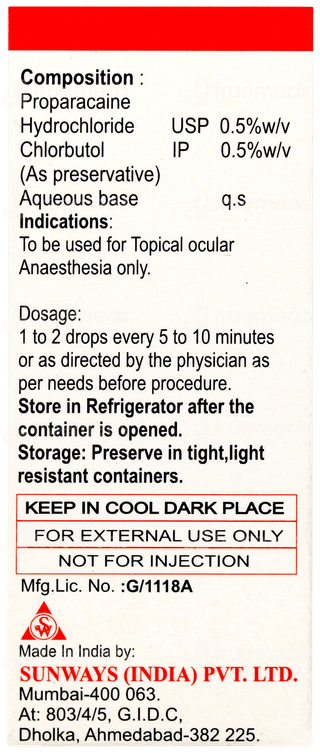 Composition :
Proparacaine
Hydrochloride USP 0.5%w/v
Chlorbutol IP 0.5%w/v
(As preservative)
Aqueous base q.s
Indications:
To be used for Topical ocular
Anaesthesia only.
Dosage:
1 to 2 drops every 5 to 10 minutes
or as directed by the physician as
per needs before procedure.
Store in Refrigerator after the
container is opened.
Storage: Preserve in tight,light
resistant containers.
KEEP IN COOL DARK PLACE
FOR EXTERNAL USE ONLY
NOT FOR INJECTION
Mfg.Lic. No. :G/1118A
SW
Made In India by:
SUNWAYS (INDIA) PVT. LTD.
Mumbai-400 063.
At: 803/4/5, G.I.D.C,
Dholka, Ahmedabad-382 225.